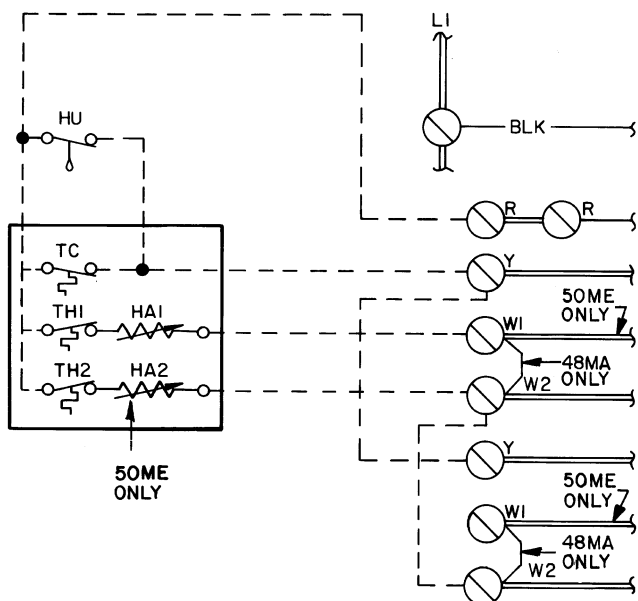 L1
HU
BLK
R R
TC
Y
TH1 HA1
W1
50ME
ONLY
48MA
ONLY
TH2 HA2
W2
50ME
ONLY
Y
W1
50ME
ONLY
48MA
ONLY
W2